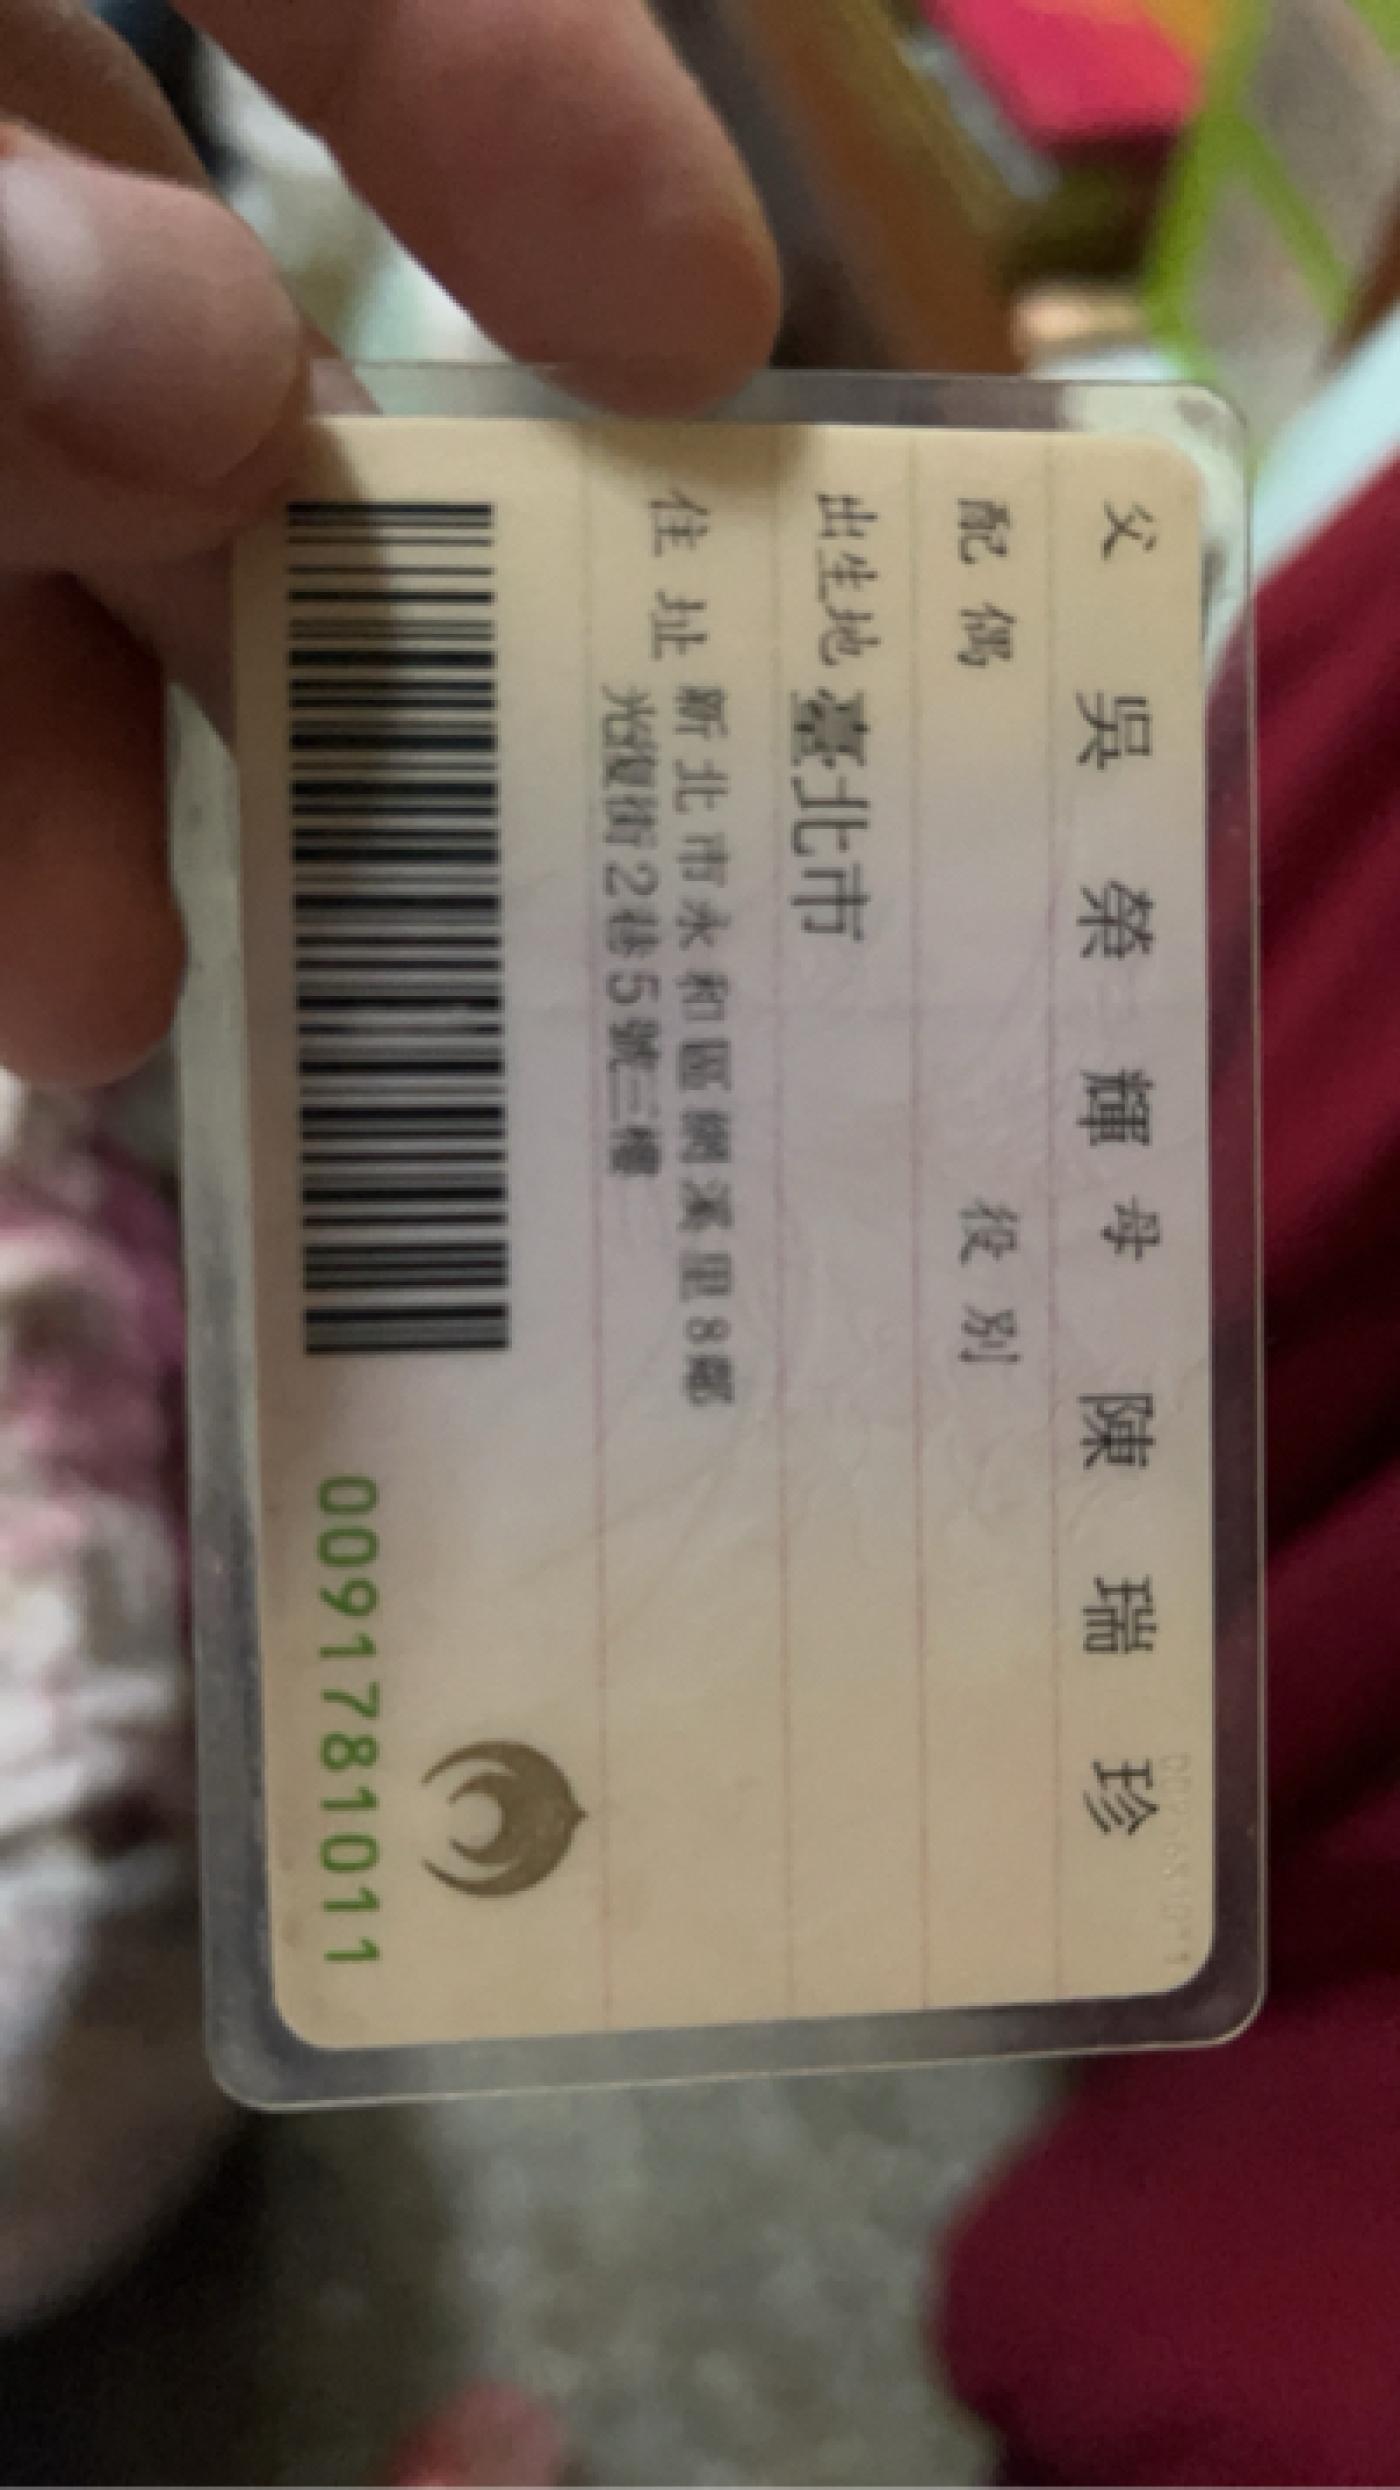 父 吳 榮 輝 母 陳 瑞 珍
配 偶 役 別
出生地 臺北市
住 址 新北市永和區網溪里8鄰
光復街2巷5號三樓
0091781011